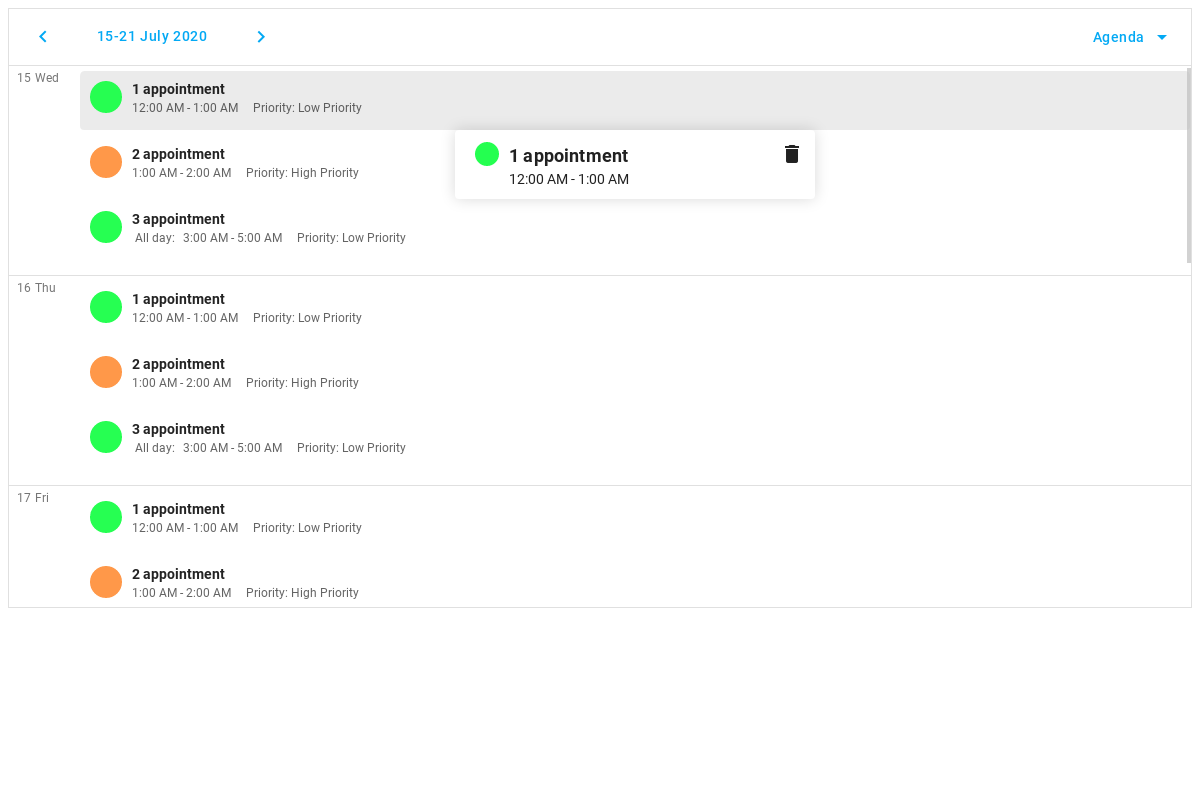 15-21 July 2020
Agenda
15 Wed
1 appointment
12:00 AM - 1:00 AM Priority: Low Priority
2 appointment
1:00 AM - 2:00 AM Priority: High Priority
1 appointment
12:00 AM - 1:00 AM
3 appointment
All day: 3:00 AM - 5:00 AM Priority: Low Priority
16 Thu
1 appointment
12:00 AM - 1:00 AM Priority: Low Priority
2 appointment
1:00 AM - 2:00 AM Priority: High Priority
3 appointment
All day: 3:00 AM - 5:00 AM Priority: Low Priority
17 Fri
1 appointment
12:00 AM - 1:00 AM Priority: Low Priority
2 appointment
1:00 AM - 2:00 AM Priority: High Priority